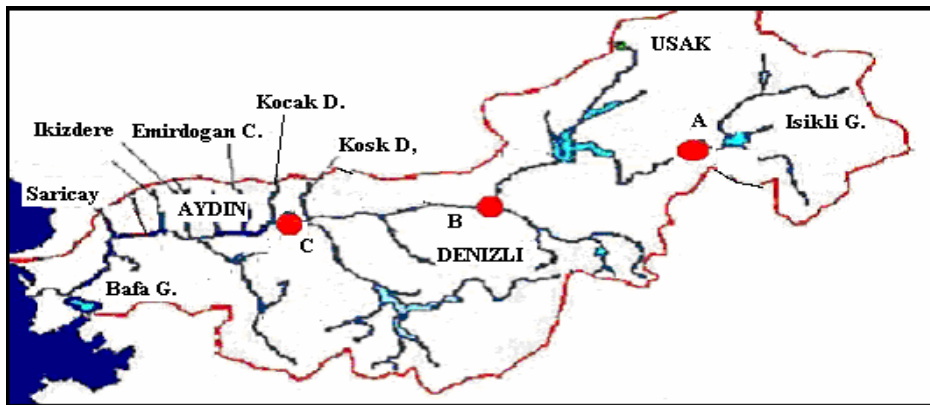 USAK
Kocak D.
Ikizdere
Emirdogan C.
A
Isikli G.
Kosk D,
Saricay
AYDIN
B
C
DENIZLI
Bafa G.